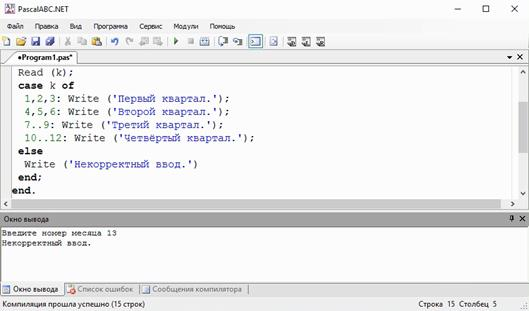 PascalABC.NET
Файл Правка Вид Программа Сервис Модули Помощь
•Program1.pas*
Read (k);
case k of
1,2,3: Write ('Первый квартал.');
4,5,6: Write ('Второй квартал.');
7..9: Write ('Третий квартал.');
10..12: Write ('Четвёртый квартал.');
else
Write ('Некорректный ввод.')
end;
end.
Окно вывода
Введите номер месяца 13
Некорректный ввод.
Окно вывода Список ошибок Сообщения компилятора
Компиляция прошла успешно (15 строк) Строка 15 Столбец 5